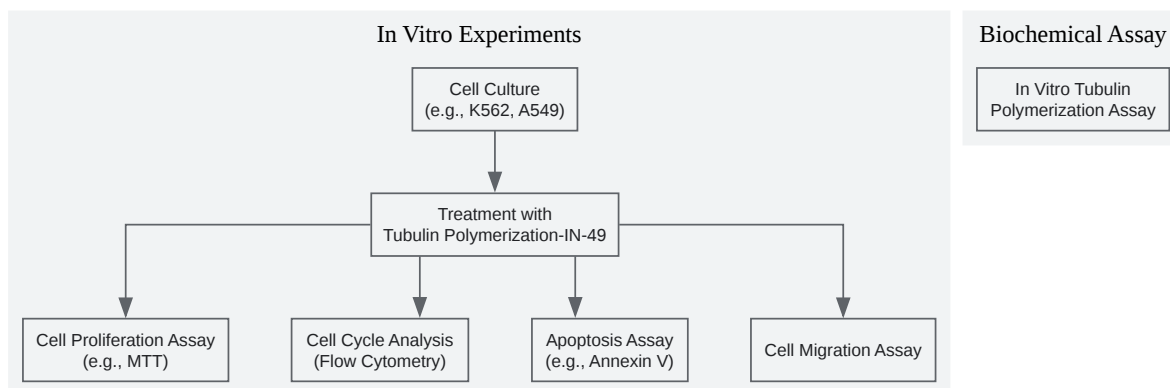 In Vitro Experiments
Cell Culture
(e.g., K562, A549)
Treatment with
Tubulin Polymerization-IN-49
Cell Proliferation Assay
(e.g., MTT)
Cell Cycle Analysis
(Flow Cytometry)
Apoptosis Assay
(e.g., Annexin V)
Cell Migration Assay
Biochemical Assay
In Vitro Tubulin
Polymerization Assay